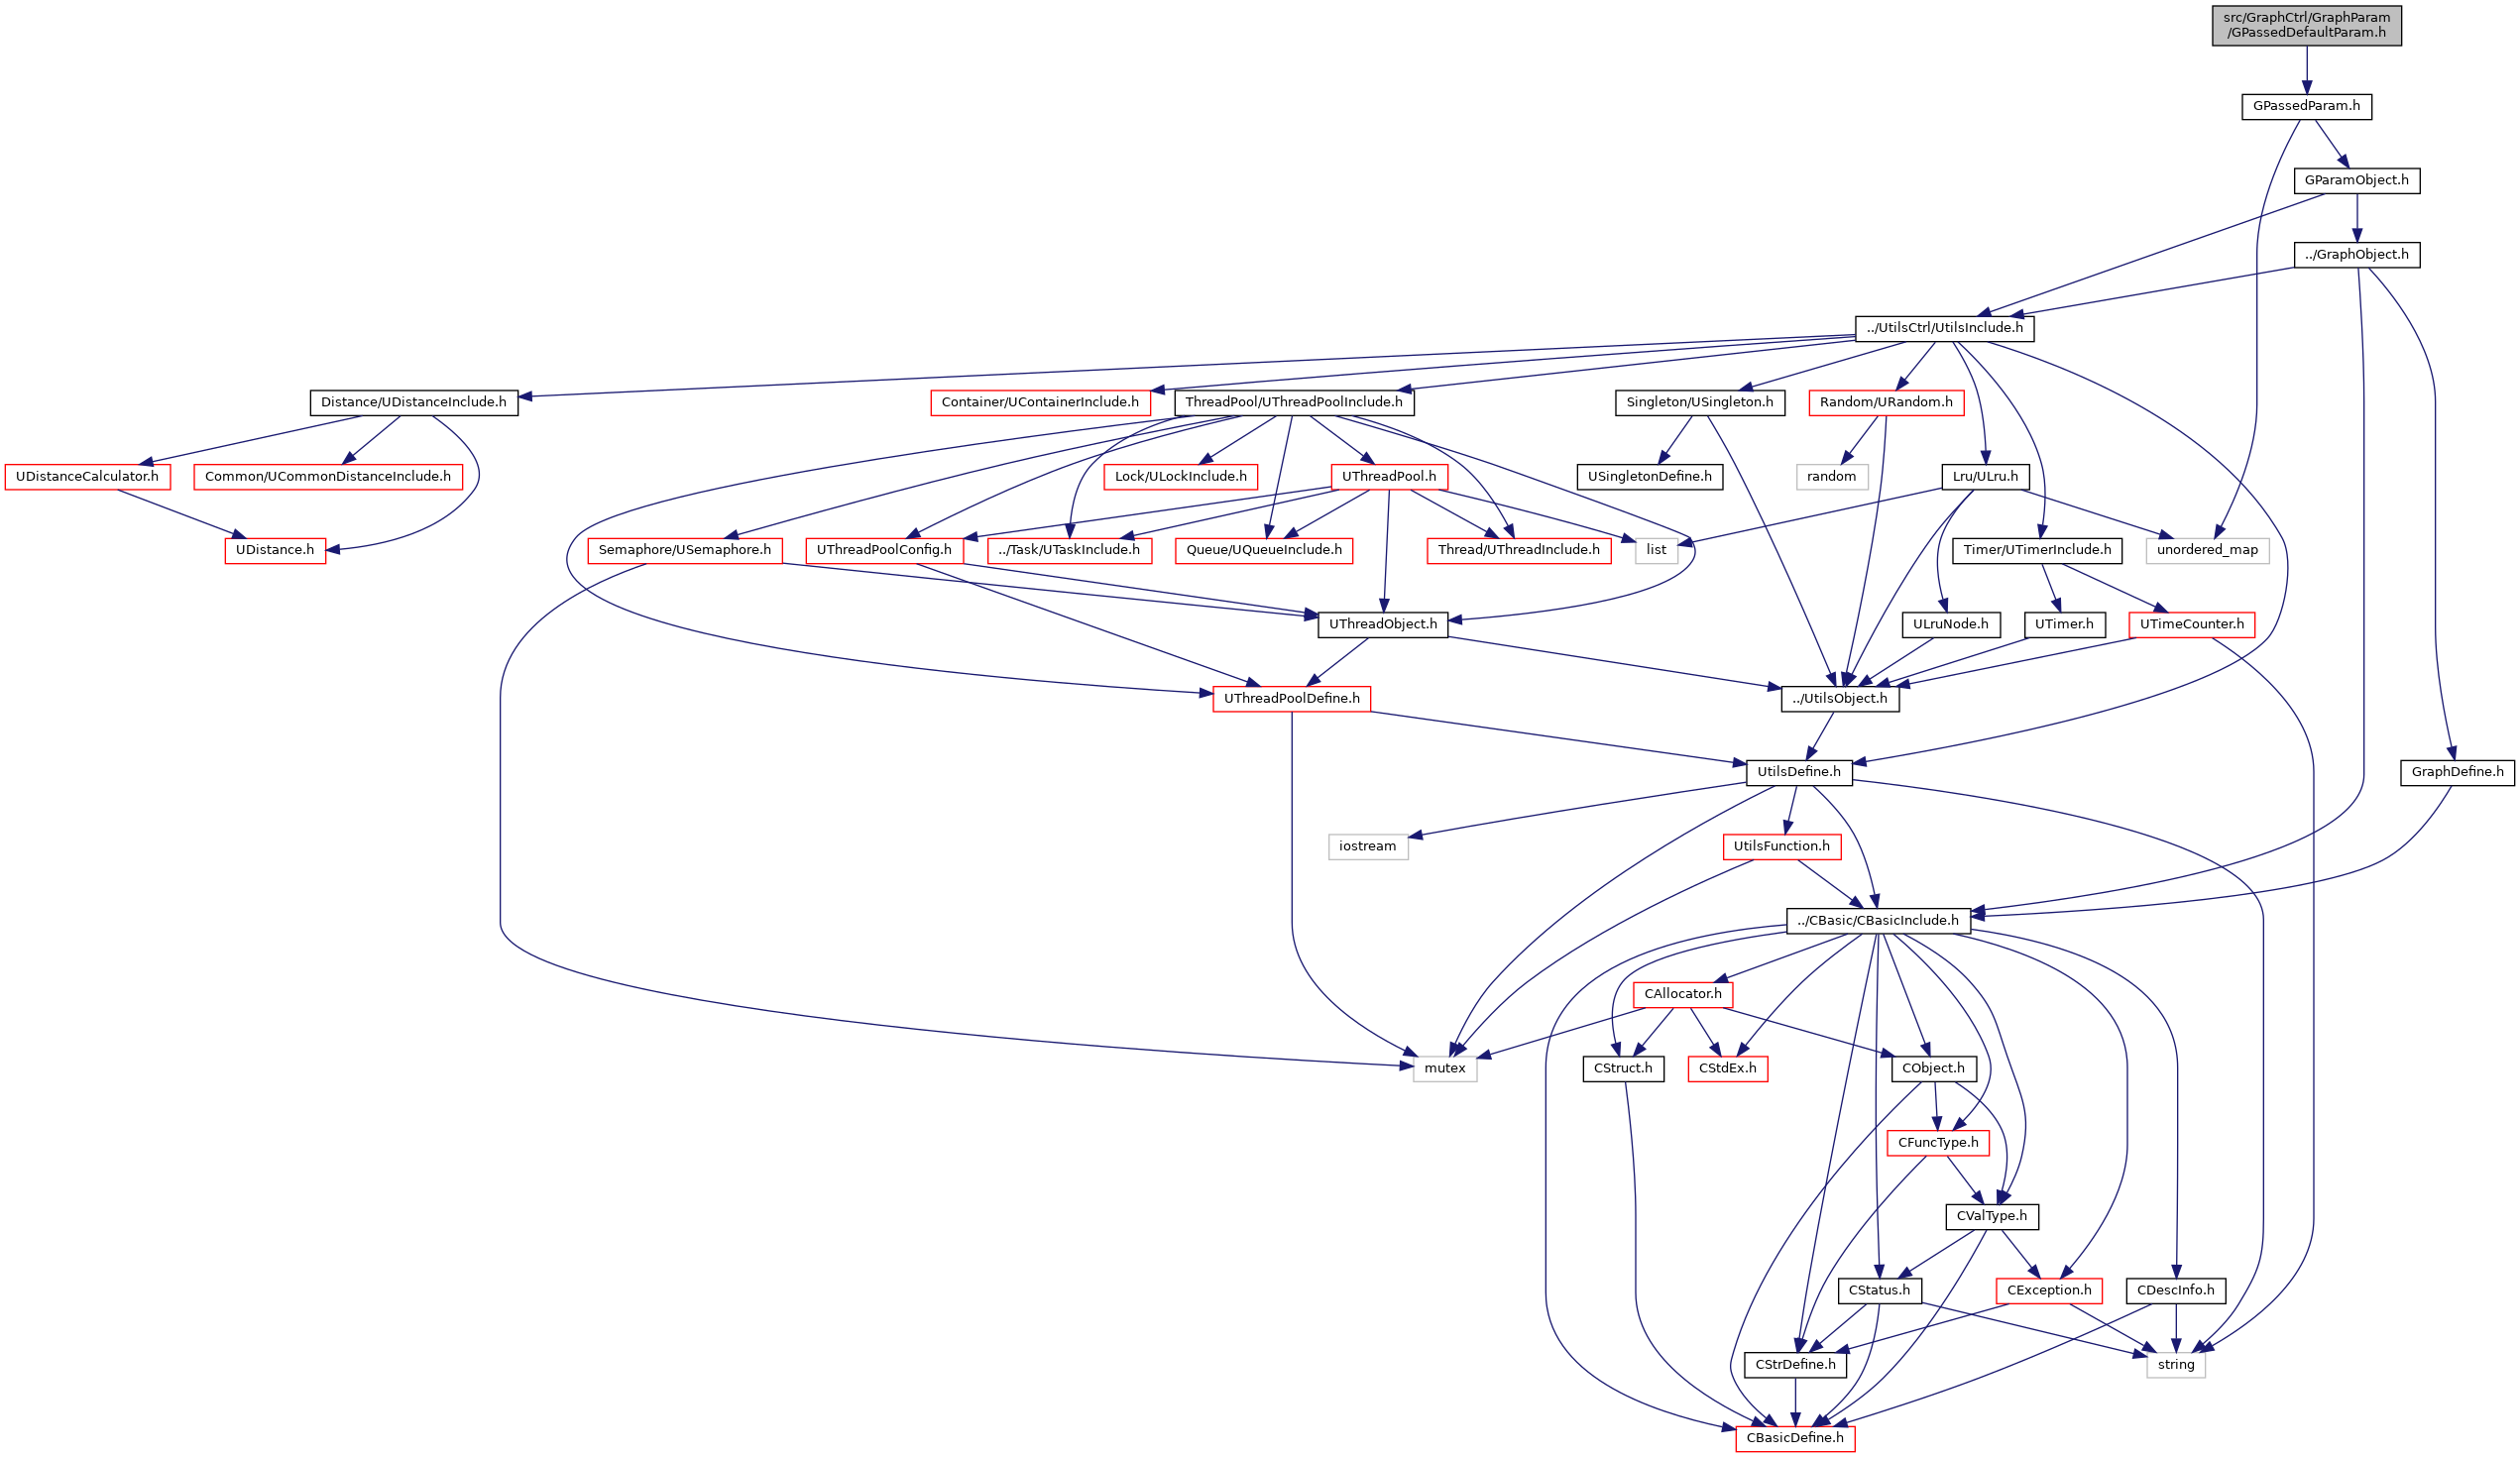 src/GraphCtrl/GraphParam
/GPassedDefaultParam.h
GPassedParam.h
GParamObject.h
../GraphObject.h
../UtilsCtrl/UtilsInclude.h
Distance/UDistanceInclude.h
Container/UContainerInclude.h
ThreadPool/UThreadPoolInclude.h
Singleton/USingleton.h
Random/URandom.h
UDistanceCalculator.h
Common/UCommonDistanceInclude.h
Lock/ULockInclude.h
UThreadPool.h
USingletonDefine.h
random
Lru/ULru.h
UDistance.h
Semaphore/USemaphore.h
UThreadPoolConfig.h
../Task/UTaskInclude.h
Queue/UQueueInclude.h
Thread/UThreadInclude.h
list
Timer/UTimerInclude.h
unordered_map
UThreadObject.h
ULruNode.h
UTimer.h
UTimeCounter.h
UThreadPoolDefine.h
../UtilsObject.h
UtilsDefine.h
GraphDefine.h
iostream
UtilsFunction.h
../CBasic/CBasicInclude.h
CAllocator.h
mutex
CStruct.h
CStdEx.h
CObject.h
CFuncType.h
CValType.h
CStatus.h
CException.h
CDescInfo.h
CStrDefine.h
string
CBasicDefine.h